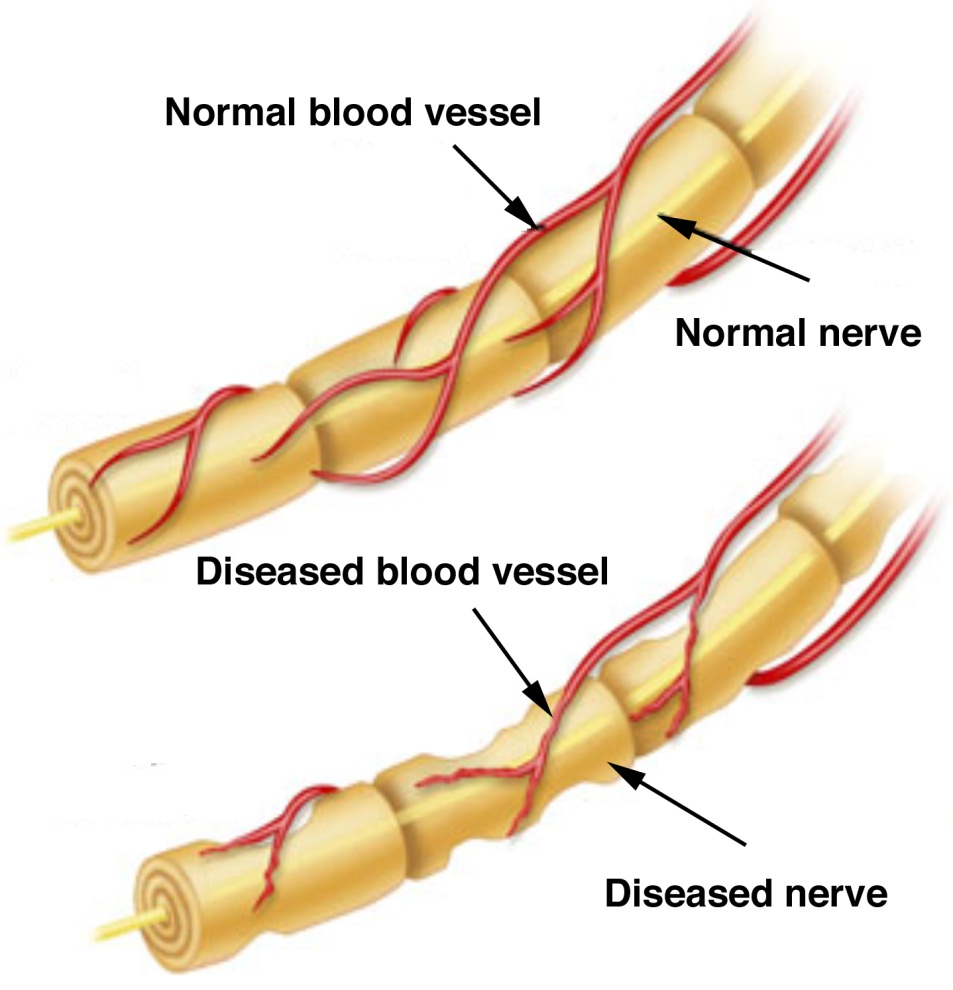 Normal blood vessel
Normal nerve
Diseased blood vessel
Diseased nerve